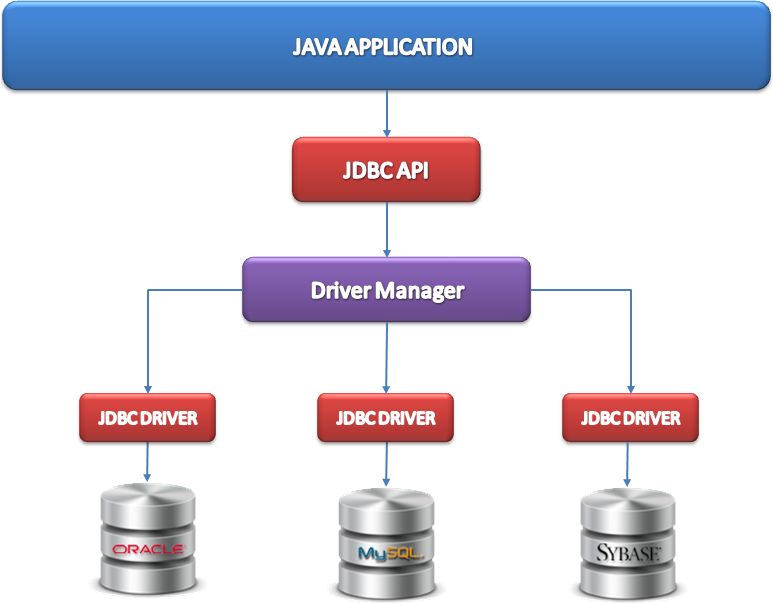 JAVA APPLICATION
JDBC API
Driver Manager
JDBC DRIVER
JDBC DRIVER
JDBC DRIVER
ORACLE
MySQL
SYBASE